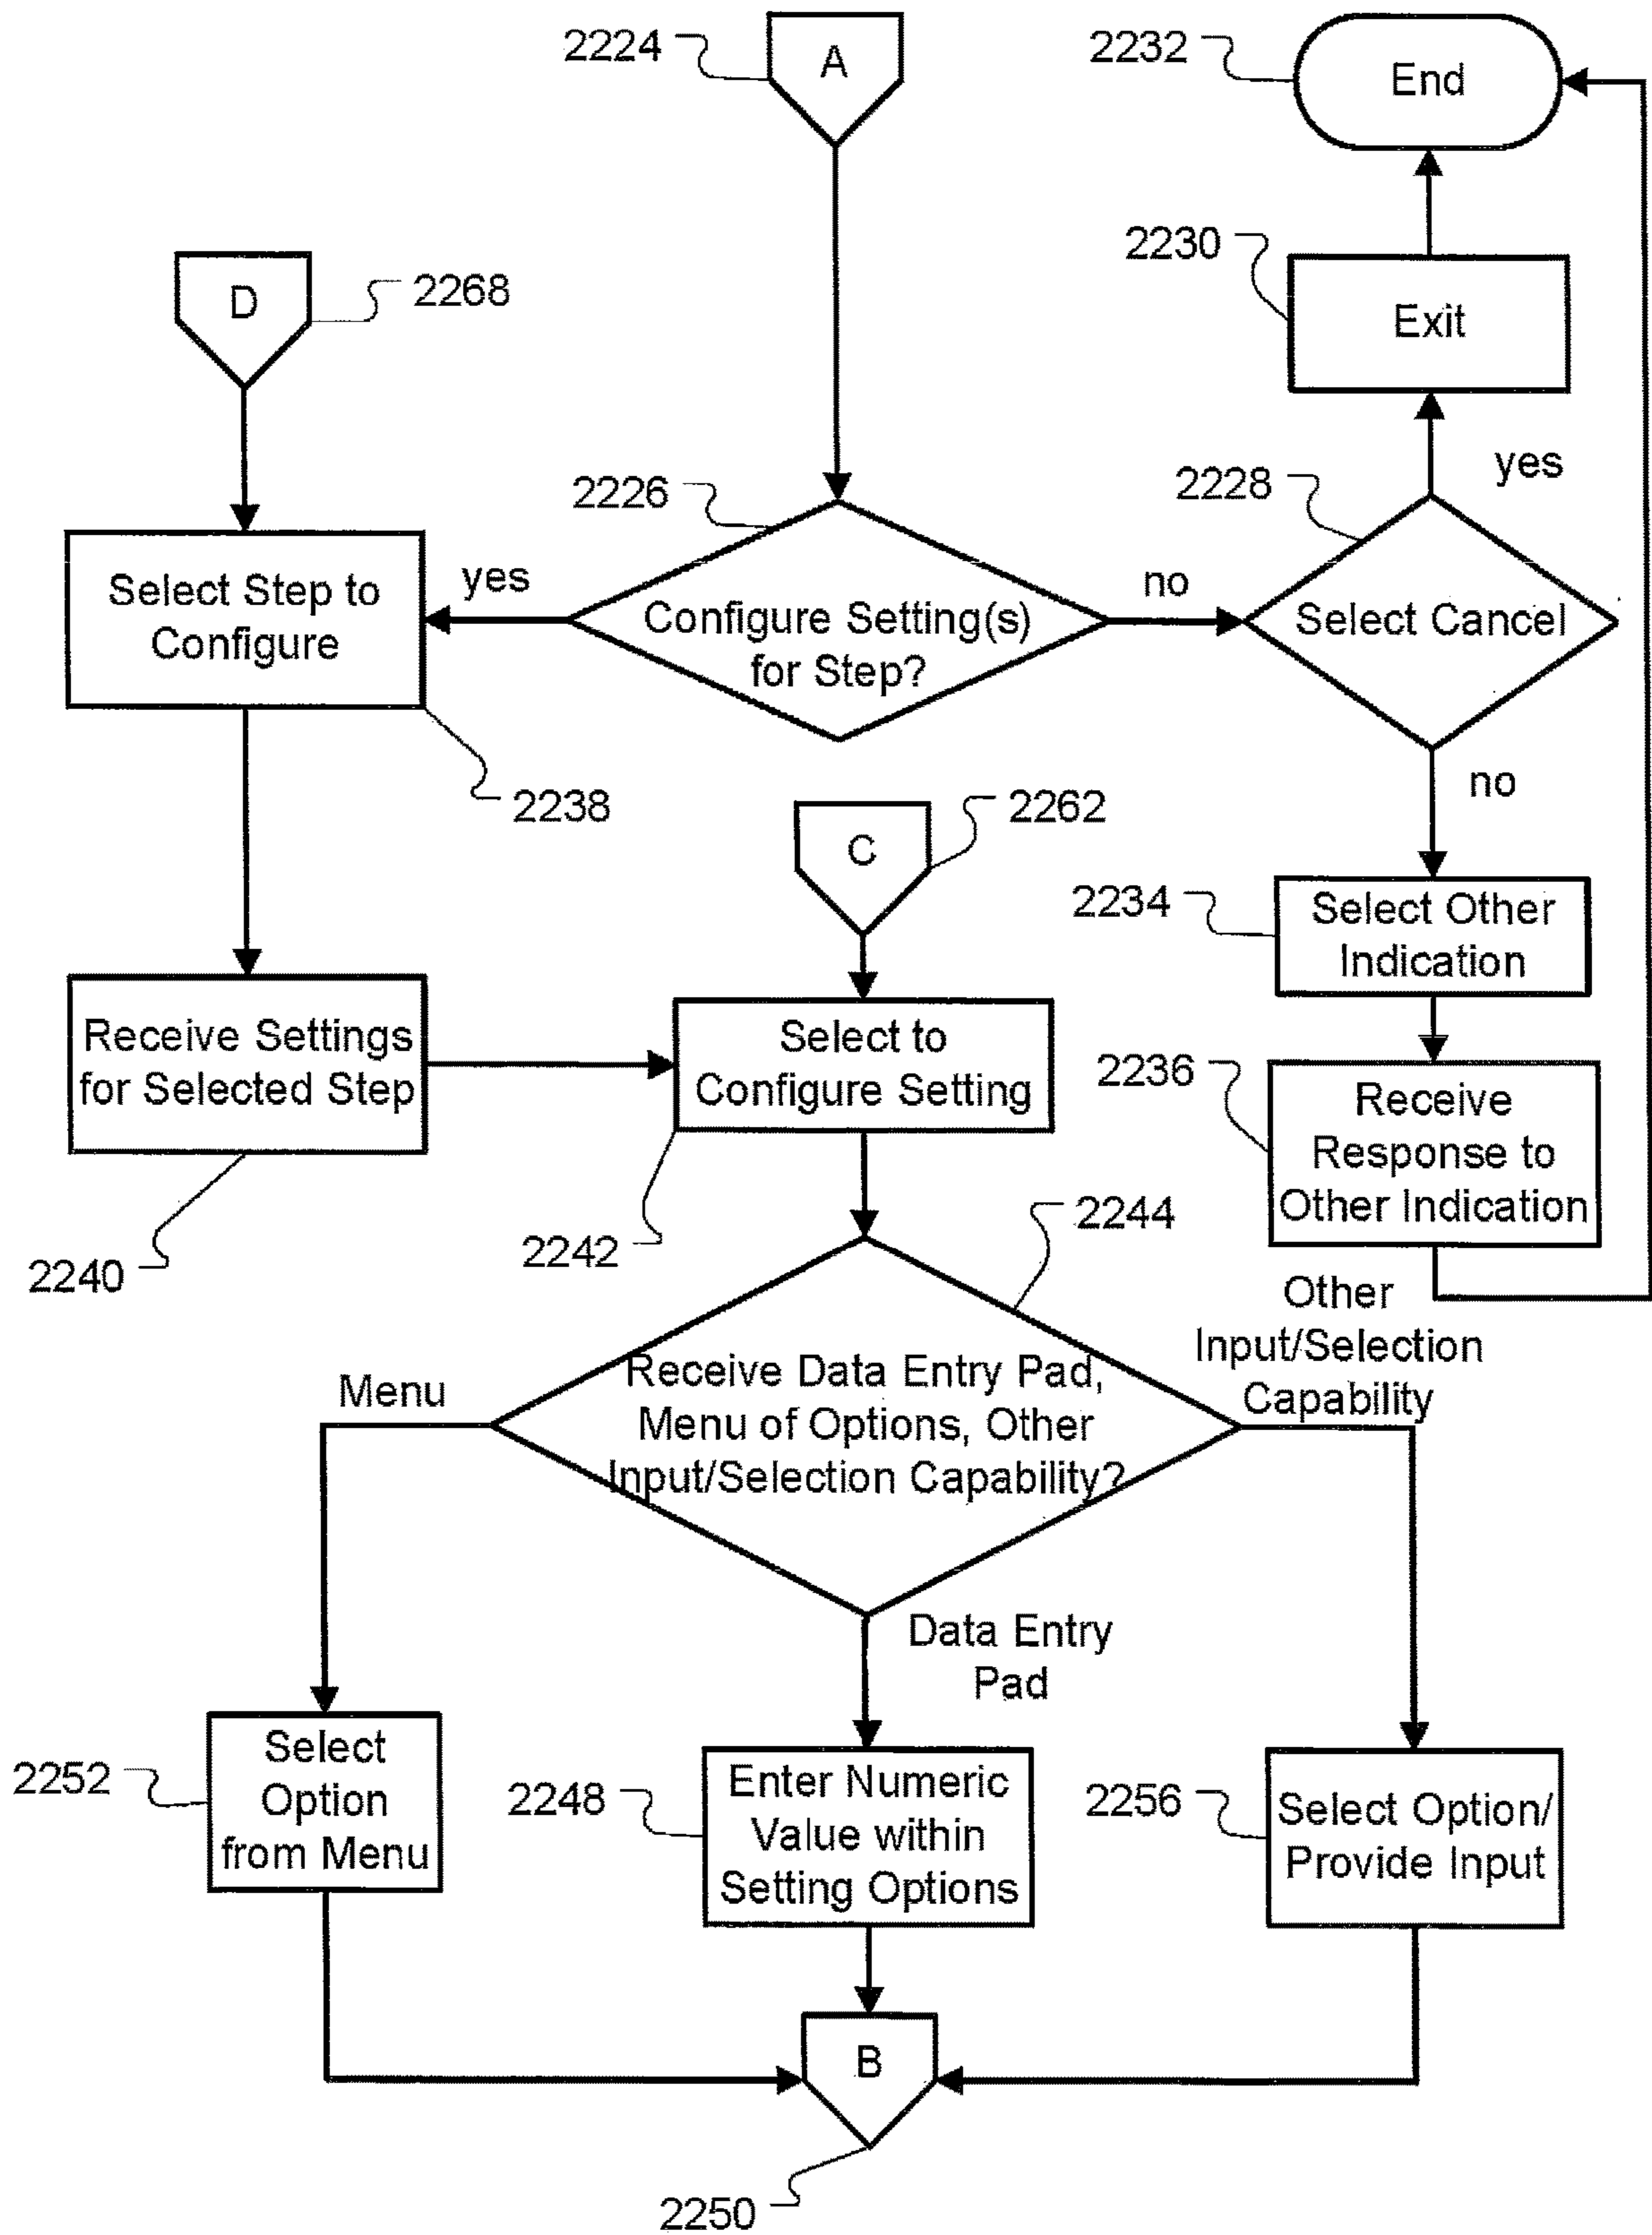 2224
A
2232
End
2230
Exit
D
2268
2226
2228
yes
Select Step to
Configure
yes
Configure Setting(s)
for Step?
no
Select Cancel
2238
no
C
2262
2234
Select Other
Indication
Receive Settings
for Selected Step
Select to
Configure Setting
2236
Receive
Response to
Other Indication
2240
2242
2244
Other
Input/Selection
Capability
Menu
Receive Data Entry Pad,
Menu of Options, Other
Input/Selection Capability?
Data Entry
Pad
2252
Select
Option
from Menu
2248
Enter Numeric
Value within
Setting Options
2256
Select Option/
Provide Input
B
2250